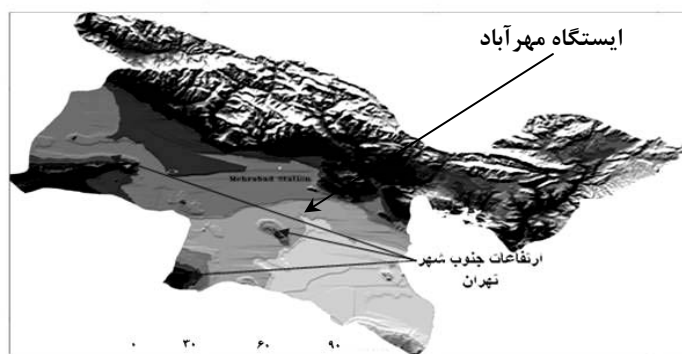 ایستگاه مهرآباد
Mehrabad Station
ارتفاعات جنوب شهر
تهران
۰ ۳۰ ۶۰ ۹۰